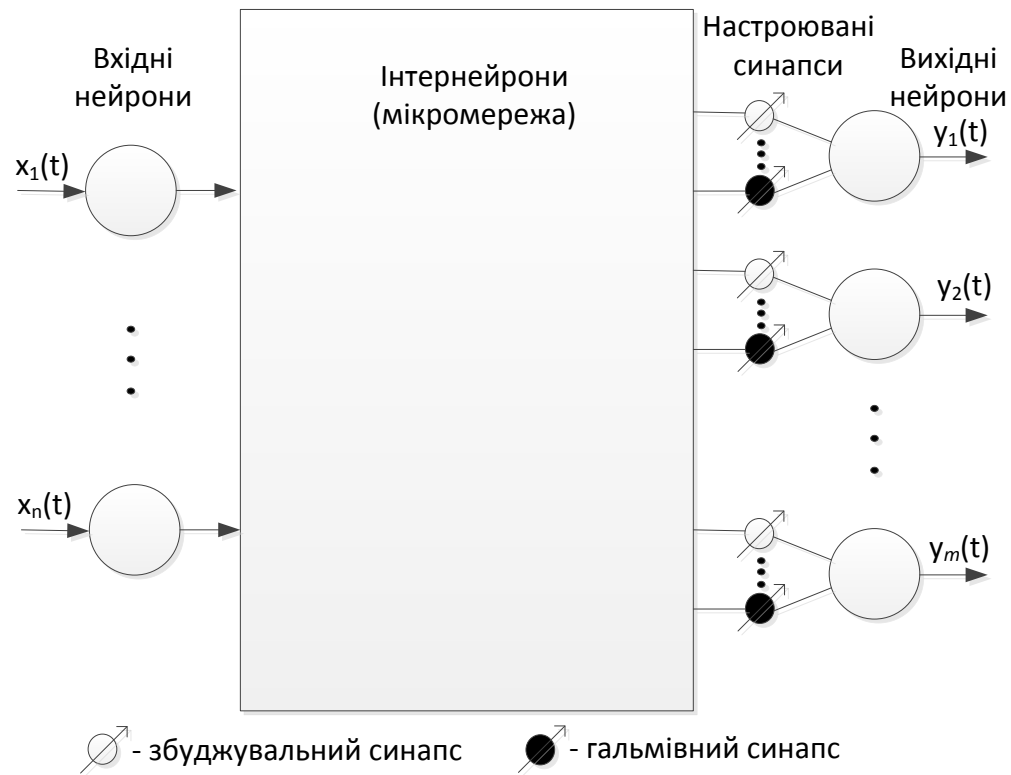 Вхідні
нейрони
Інтернейрони
(мікромережа)
Настроювані
синапси
Вихідні
нейрони
x₁(t)
xₙ(t)
y₁(t)
y₂(t)
yₘ(t)
- збуджувальний синапс
- гальмівний синапс